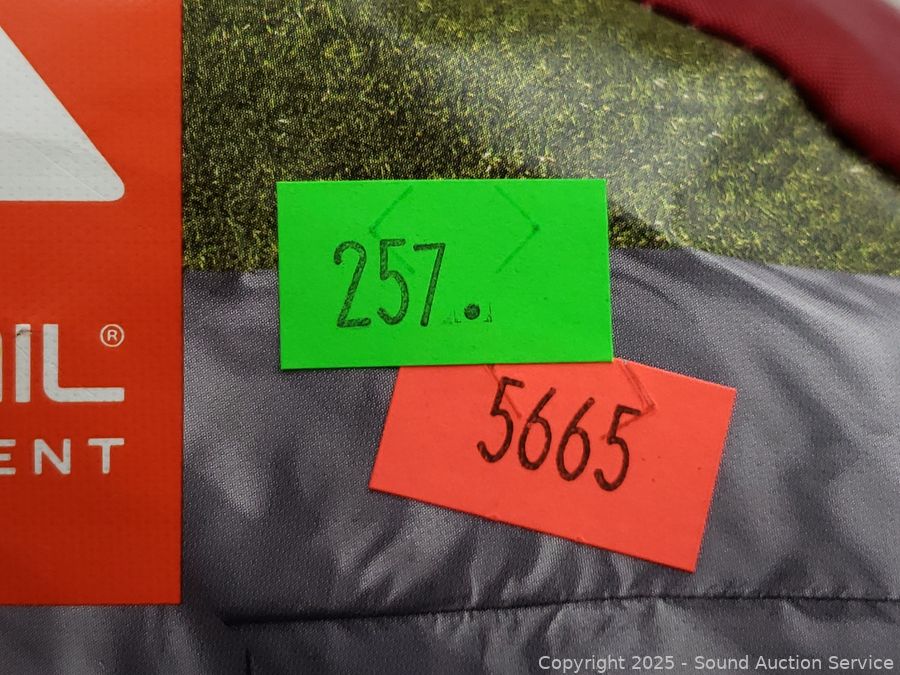 257.
5665
IL®
ENT
Copyright 2025 - Sound Auction Service